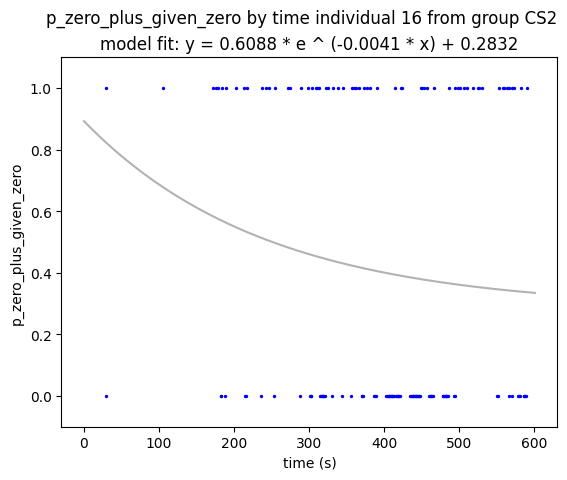 p_zero_plus_given_zero by time individual 16 from group CS2
model fit: y = 0.6088 * e ^ (-0.0041 * x) + 0.2832
1.0
0.8
0.6
0.4
0.2
0.0
p_zero_plus_given_zero
0 100 200 300 400 500 600
time (s)